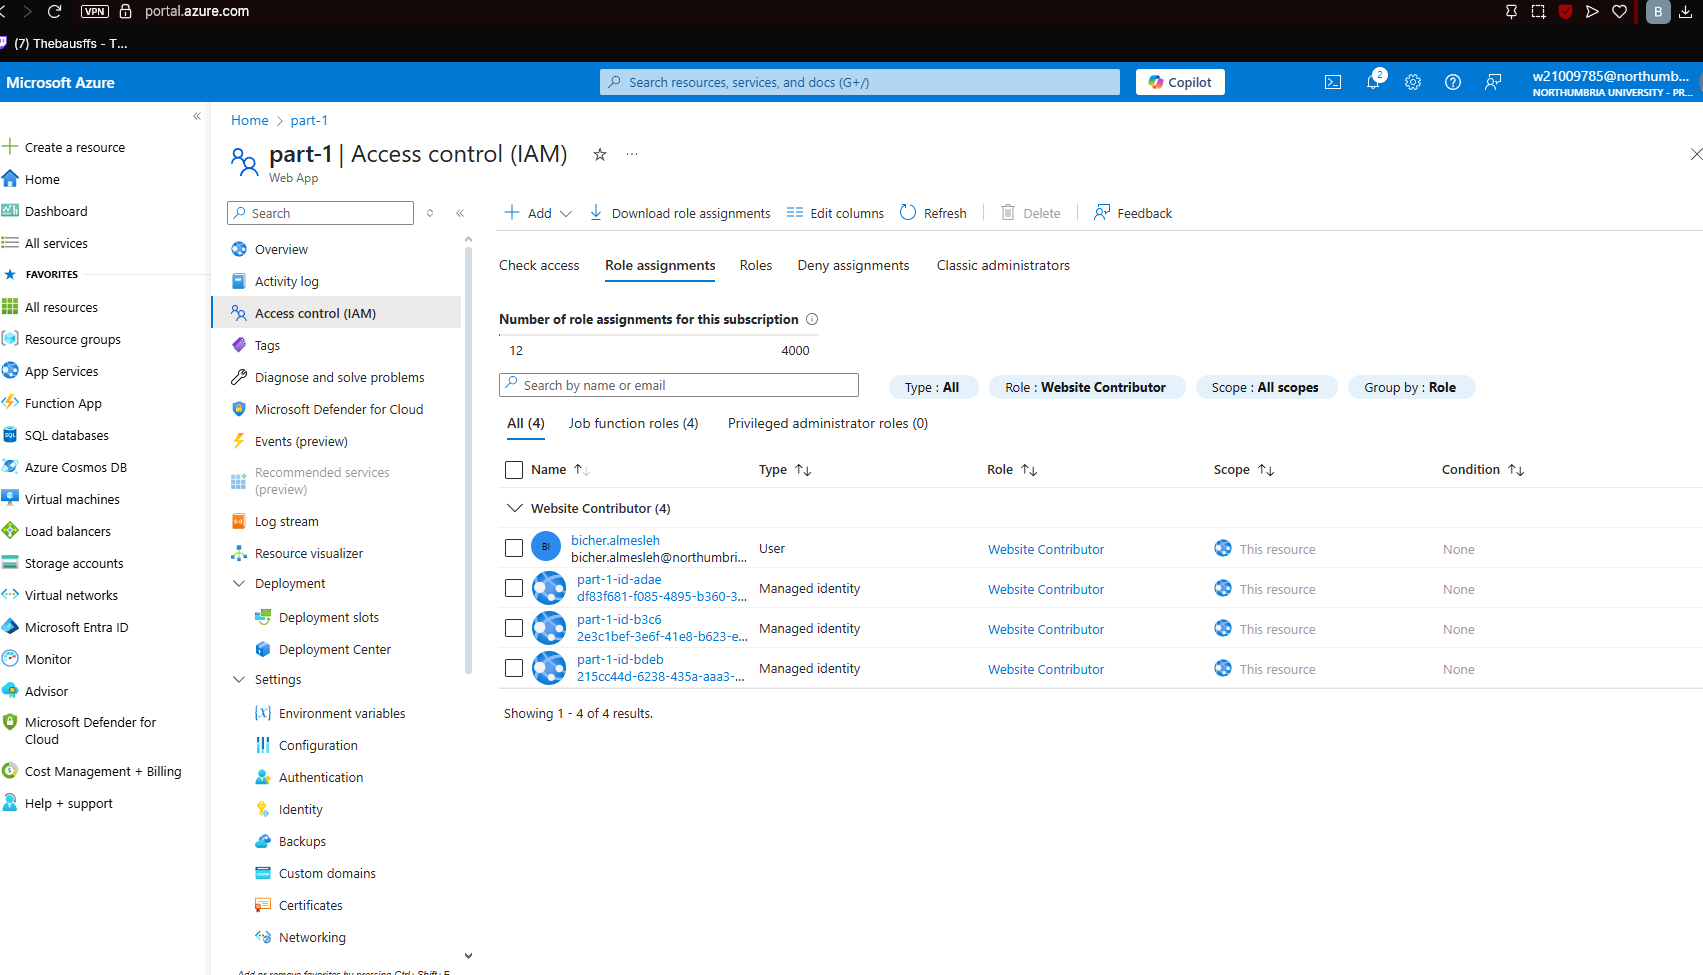 VPN portal.azure.com
B
(7) Thebausffs - T...
Microsoft Azure
Search resources, services, and docs (G+/)
Copilot
2
w21009785@northumb...
NORTHUMBRIA UNIVERSITY - PR...
Create a resource
Home
Dashboard
All services
FAVORITES
All resources
Resource groups
App Services
Function App
SQL databases
Azure Cosmos DB
Virtual machines
Load balancers
Storage accounts
Virtual networks
Microsoft Entra ID
Monitor
Advisor
Microsoft Defender for
Cloud
Cost Management + Billing
Help + support
Home > part-1
part-1 | Access control (IAM)
Web App
Search
Overview
Activity log
Access control (IAM)
Tags
Diagnose and solve problems
Microsoft Defender for Cloud
Events (preview)
Recommended services
(preview)
Log stream
Resource visualizer
Deployment
Deployment slots
Deployment Center
Settings
Environment variables
Configuration
Authentication
Identity
Backups
Custom domains
Certificates
Networking
Add or remove favorites by pressing Ctrl+Shift+F
Add Download role assignments Edit columns Refresh Delete Feedback
Check access Role assignments Roles Deny assignments Classic administrators
Number of role assignments for this subscription
12 4000
Search by name or email
Type : All Role : Website Contributor Scope : All scopes Group by : Role
All (4) Job function roles (4) Privileged administrator roles (0)
Name Type Role Scope Condition
Website Contributor (4)
BI
bicher.almesleh
bicher.almesleh@northumbri...
User Website Contributor This resource None
part-1-id-adae
df83f681-f085-4895-b360-3...
Managed identity Website Contributor This resource None
part-1-id-b3c6
2e3c1bef-3e6f-41e8-b623-e...
Managed identity Website Contributor This resource None
part-1-id-bdeb
215cc44d-6238-435a-aaa3-...
Managed identity Website Contributor This resource None
Showing 1 - 4 of 4 results.